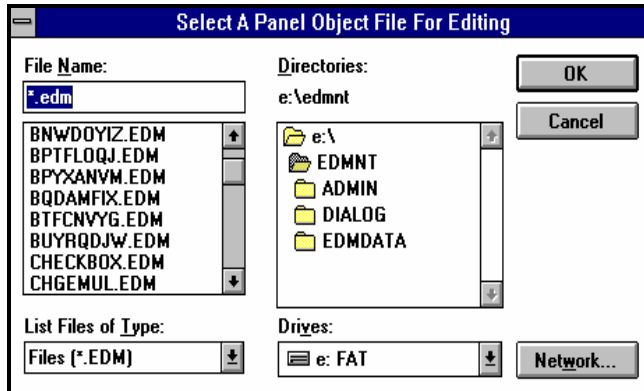 Select A Panel Object File For Editing
File Name:
*.edm
BNWDOYIZ.EDM
BPTFLOQJ.EDM
BPYXANVM.EDM
BQDAMFIX.EDM
BTFCNVYG.EDM
BUYRQDJW.EDM
CHECKBOX.EDM
CHGEMUL.EDM
List Files of Type:
Files (*.EDM)
Directories:
e:\edmnt
e:\
EDMNT
ADMIN
DIALOG
EDMDATA
Drives:
e: FAT
OK
Cancel
Network...